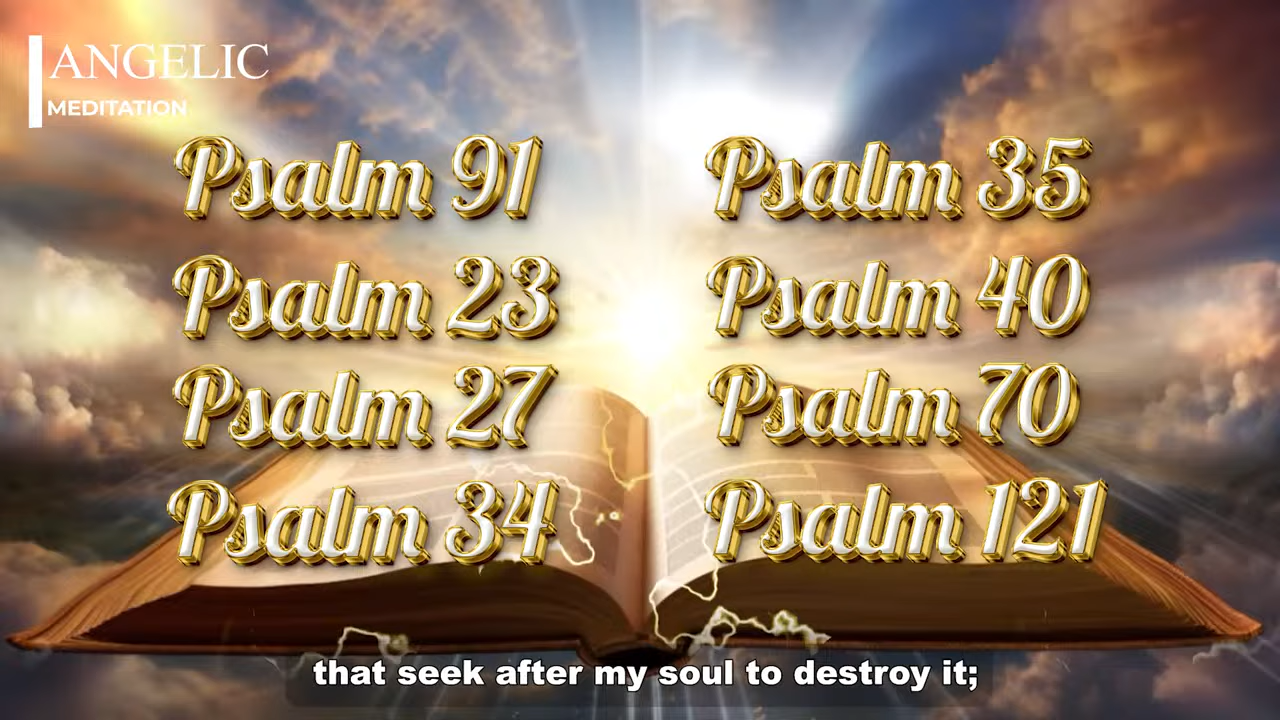 ANGELIC
MEDITATION
Psalm 91
Psalm 23
Psalm 27
Psalm 34
Psalm 35
Psalm 40
Psalm 70
Psalm 121
that seek after my soul to destroy it;